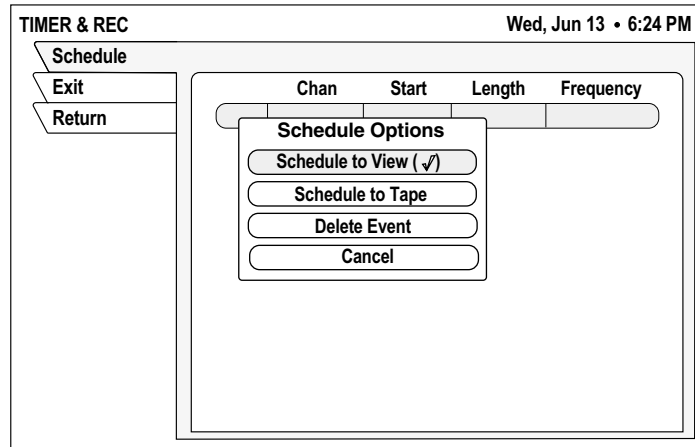 TIMER & REC Wed, Jun 13 • 6:24 PM
Schedule
Exit
Return
Chan Start Length Frequency
Schedule Options
Schedule to View (√)
Schedule to Tape
Delete Event
Cancel